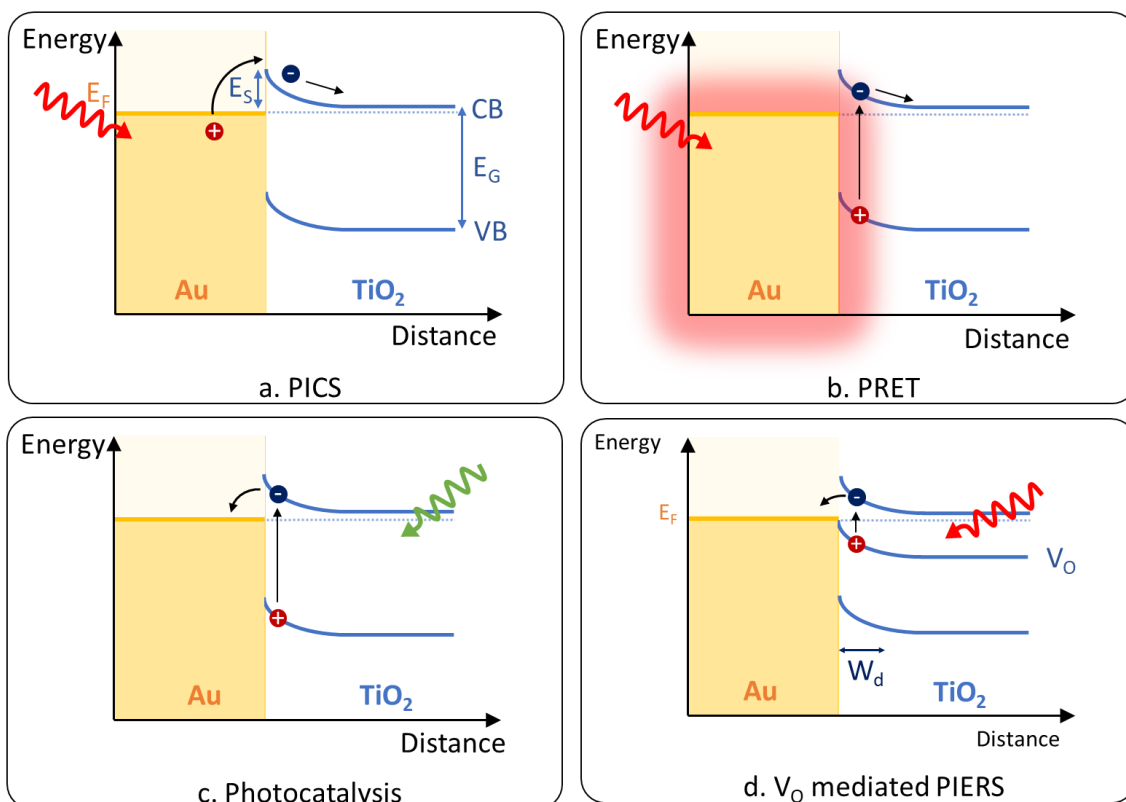 Energy
E_F
E_S
CB
E_G
VB
Au
TiO₂
Distance
a. PICS
Energy
Au
TiO₂
Distance
b. PRET
Energy
Au
TiO₂
Distance
c. Photocatalysis
Energy
E_F
V_O
W_d
Au
TiO₂
Distance
d. V_O mediated PIERS